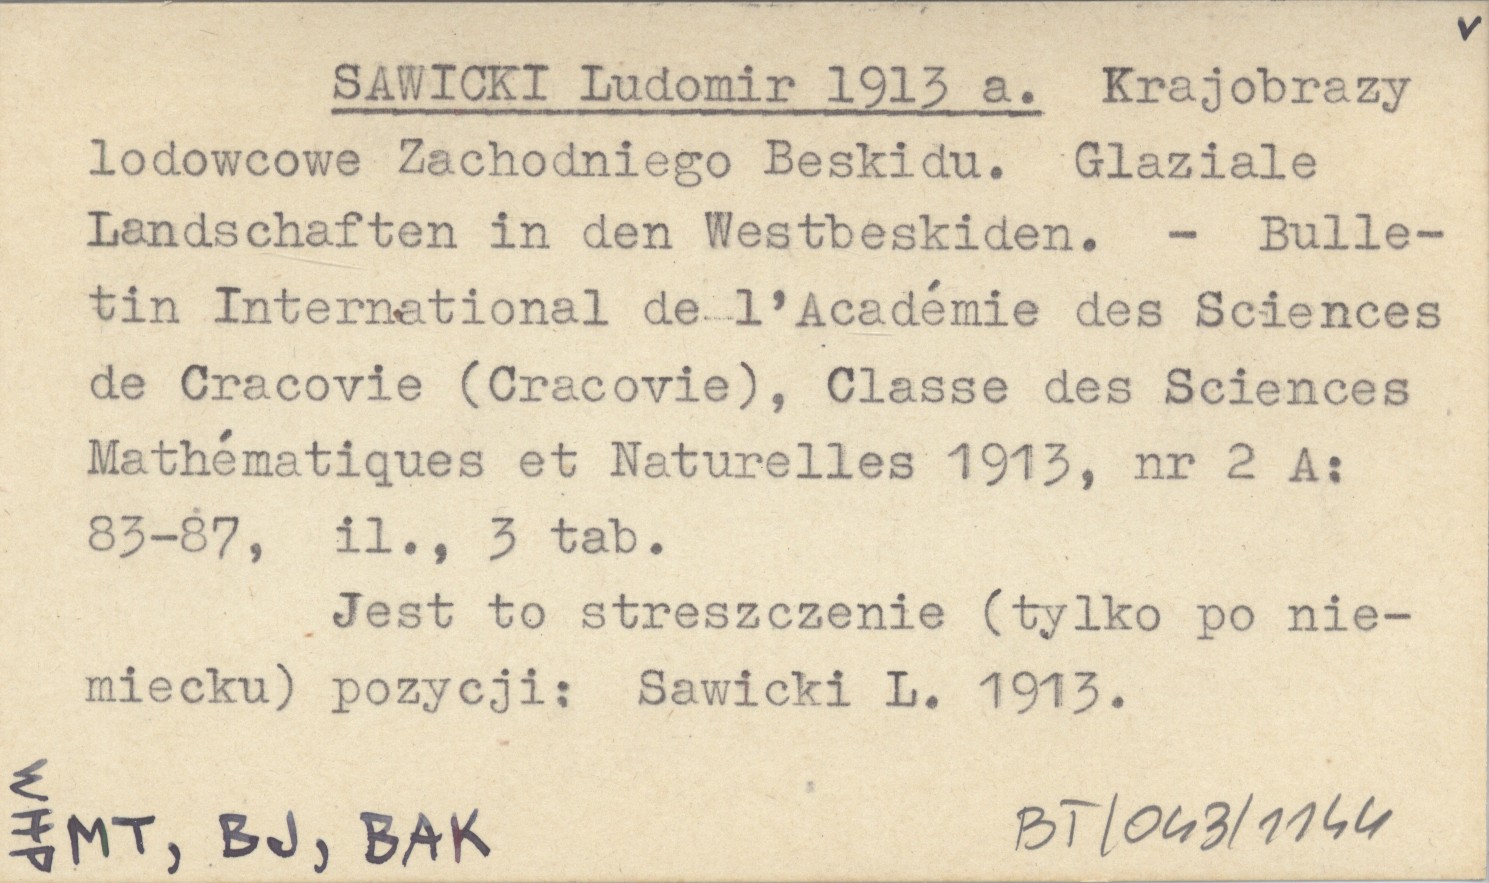 v
SAWICKI Ludomir 1913 a. Krajobrazy
lodowcowe Zachodniego Beskidu. Glaziale
Landschaften in den Westbeskiden. - Bulle-
tin International de l'Académie des Sciences
de Cracovie (Cracovie), Classe des Sciences
Mathématiques et Naturelles 1913, nr 2 A:
83-87, il., 3 tab.
Jest to streszczenie (tylko po nie-
miecku) pozycji: Sawicki L. 1913.
MT, BJ, BAK
BT/043/1144